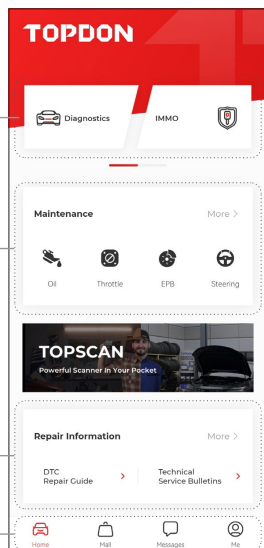 TOPDON
Diagnostics
IMMO
Maintenance
More >
Oil
Throttle
EPB
Steering
TOPSCAN
Powerful Scanner In Your Pocket
Repair Information
More >
DTC
Repair Guide
Technical
Service Bulletins
Home
Mall
Messages
Me